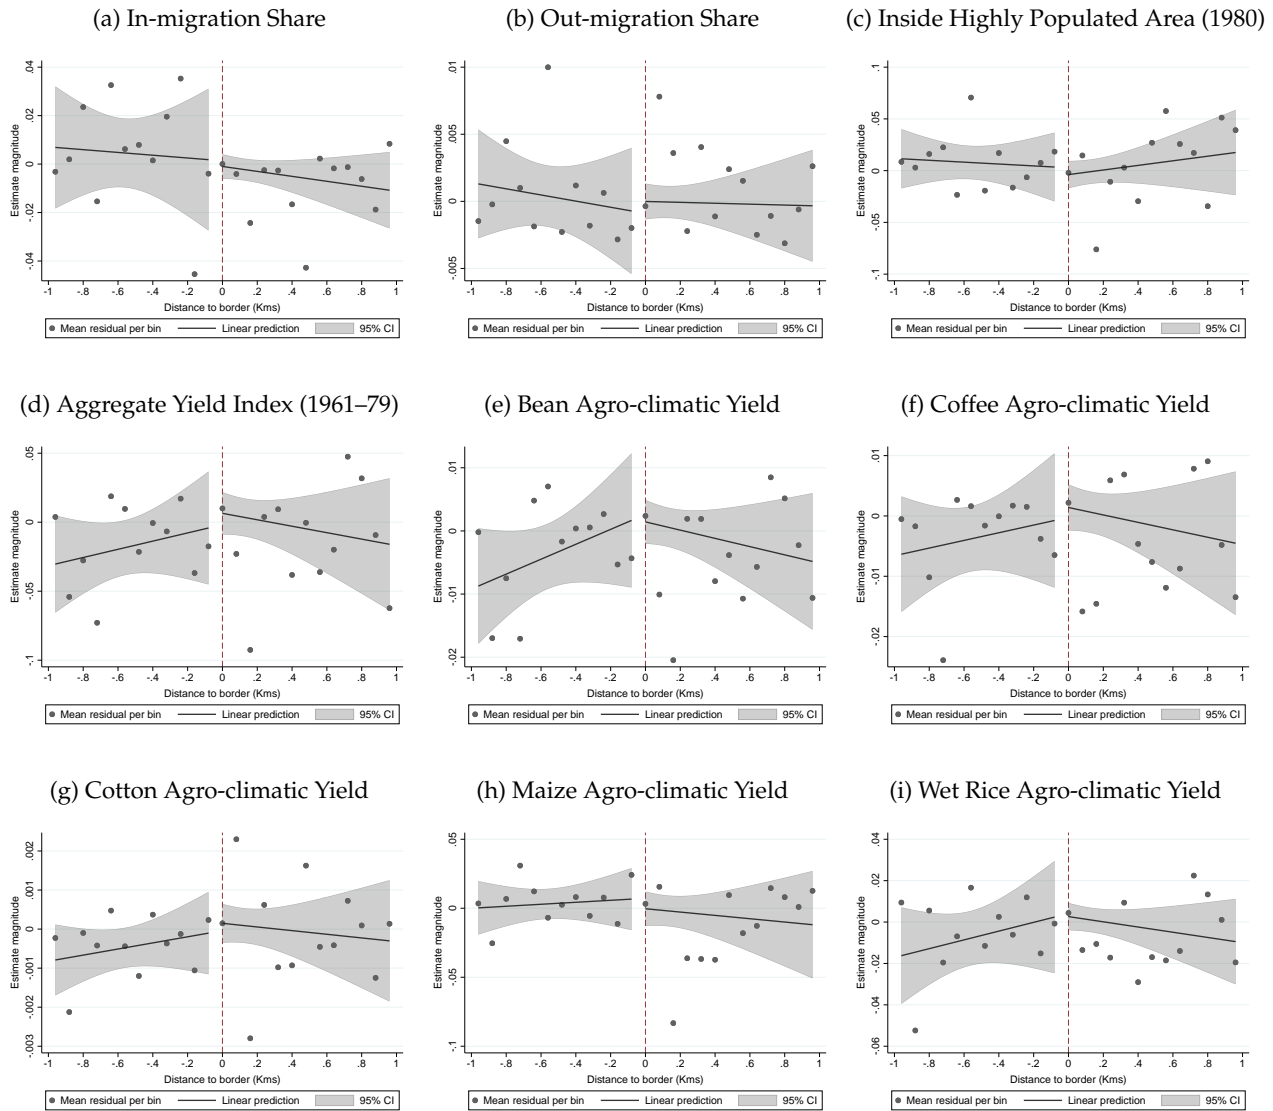 (a) In-migration Share
(b) Out-migration Share
(c) Inside Highly Populated Area (1980)
Estimate magnitude
.04
.02
0
-.02
-.04
-1 -.8 -.6 -.4 -.2 0 .2 .4 .6 .8 1
Distance to border (Kms)
Mean residual per bin Linear prediction 95% CI
Estimate magnitude
.01
.005
0
-.005
-1 -.8 -.6 -.4 -.2 0 .2 .4 .6 .8 1
Distance to border (Kms)
Mean residual per bin Linear prediction 95% CI
Estimate magnitude
.1
.05
0
-.05
-.1
-1 -.8 -.6 -.4 -.2 0 .2 .4 .6 .8 1
Distance to border (Kms)
Mean residual per bin Linear prediction 95% CI
(d) Aggregate Yield Index (1961–79)
(e) Bean Agro-climatic Yield
(f) Coffee Agro-climatic Yield
Estimate magnitude
.05
0
-.05
-.1
-1 -.8 -.6 -.4 -.2 0 .2 .4 .6 .8 1
Distance to border (Kms)
Mean residual per bin Linear prediction 95% CI
Estimate magnitude
.01
0
-.01
-.02
-1 -.8 -.6 -.4 -.2 0 .2 .4 .6 .8 1
Distance to border (Kms)
Mean residual per bin Linear prediction 95% CI
Estimate magnitude
.01
0
-.01
-.02
-1 -.8 -.6 -.4 -.2 0 .2 .4 .6 .8 1
Distance to border (Kms)
Mean residual per bin Linear prediction 95% CI
(g) Cotton Agro-climatic Yield
(h) Maize Agro-climatic Yield
(i) Wet Rice Agro-climatic Yield
Estimate magnitude
.002
.001
0
-.001
-.002
-.003
-1 -.8 -.6 -.4 -.2 0 .2 .4 .6 .8 1
Distance to border (Kms)
Mean residual per bin Linear prediction 95% CI
Estimate magnitude
.05
0
-.05
-.1
-1 -.8 -.6 -.4 -.2 0 .2 .4 .6 .8 1
Distance to border (Kms)
Mean residual per bin Linear prediction 95% CI
Estimate magnitude
.04
.02
0
-.02
-.04
-.06
-1 -.8 -.6 -.4 -.2 0 .2 .4 .6 .8 1
Distance to border (Kms)
Mean residual per bin Linear prediction 95% CI